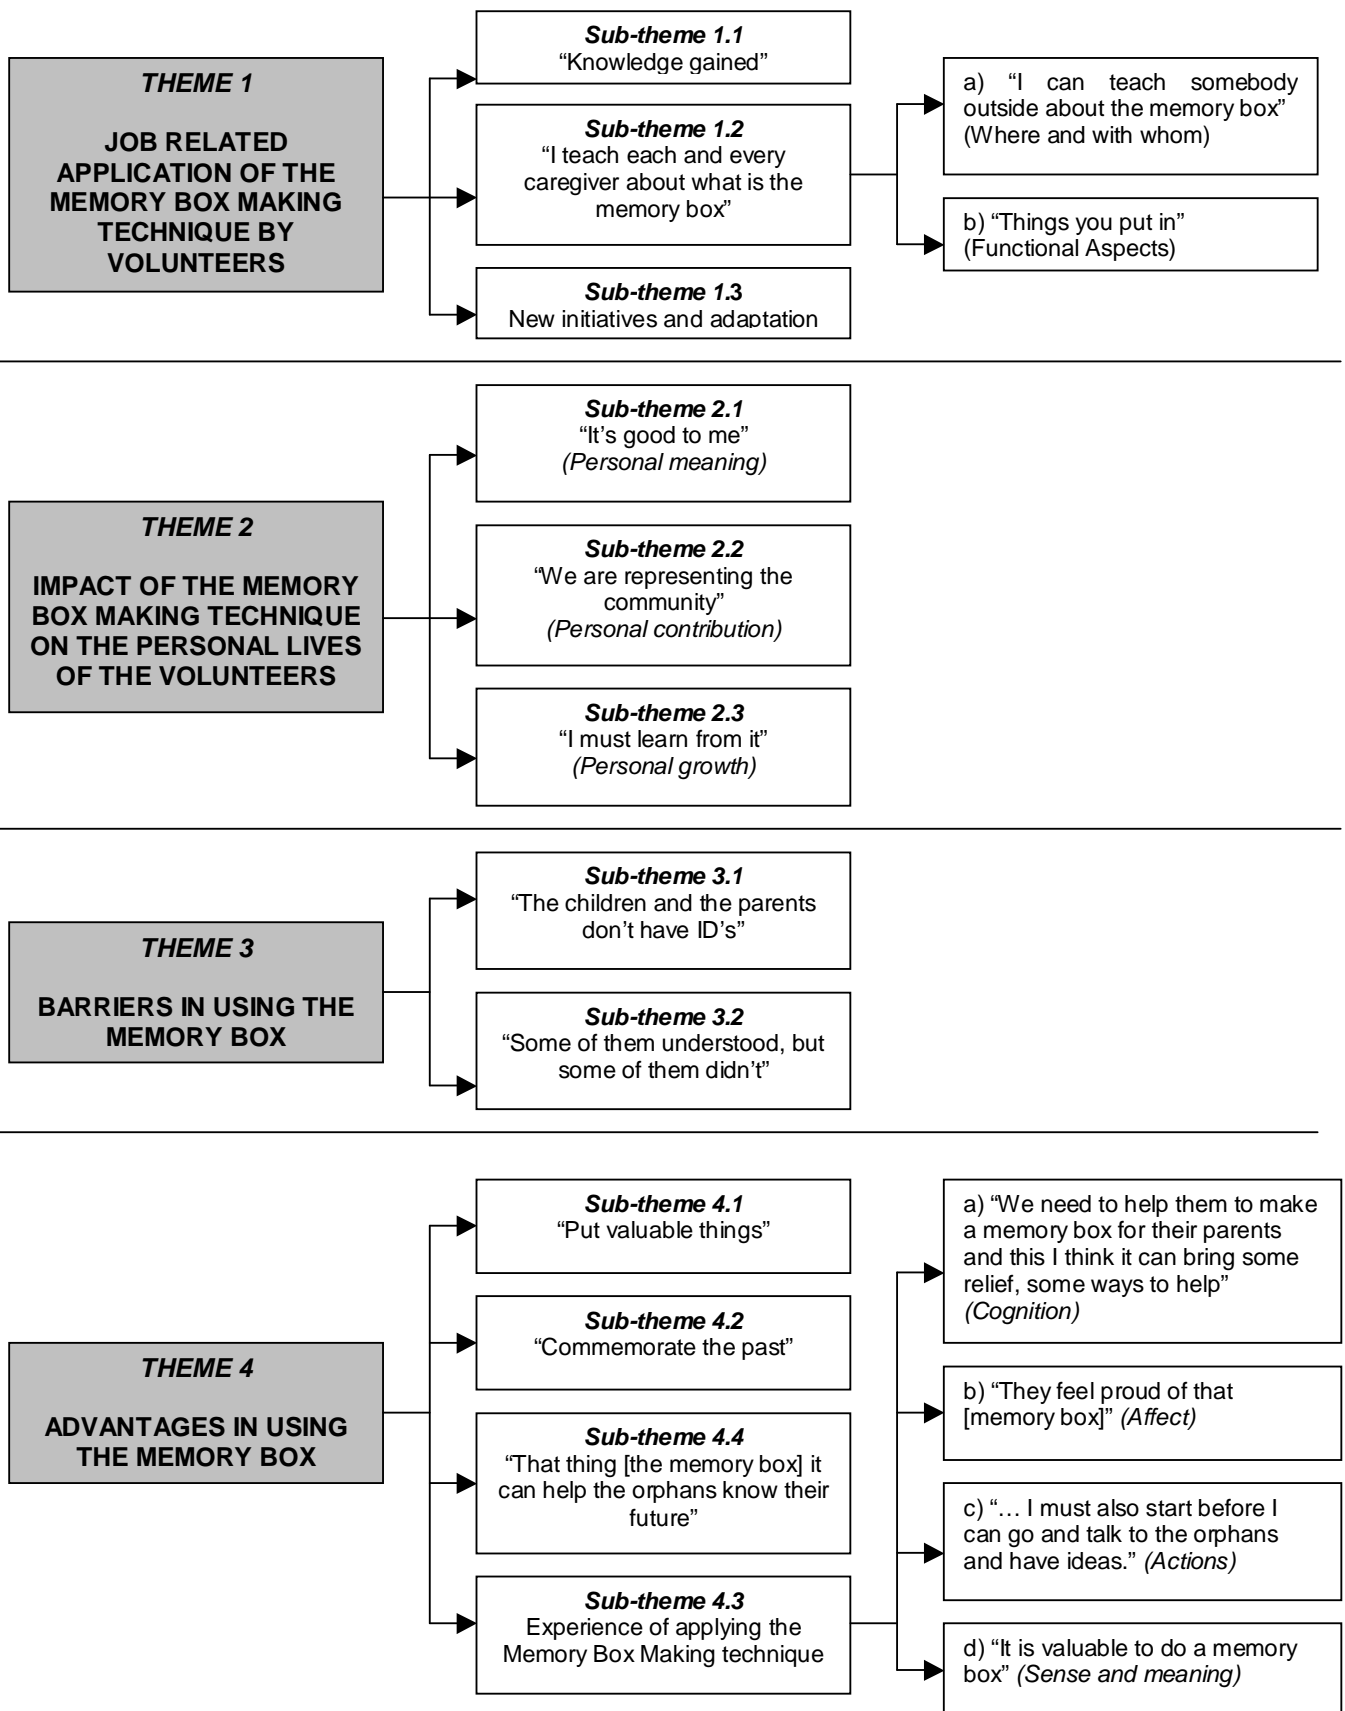 THEME 1
JOB RELATED
APPLICATION OF THE
MEMORY BOX MAKING
TECHNIQUE BY
VOLUNTEERS
Sub-theme 1.1
“Knowledge gained”
Sub-theme 1.2
“I teach each and every
caregiver about what is the
memory box”
a) “I can teach somebody
outside about the memory box”
(Where and with whom)
b) “Things you put in”
(Functional Aspects)
Sub-theme 1.3
New initiatives and adaptation
THEME 2
IMPACT OF THE MEMORY
BOX MAKING TECHNIQUE
ON THE PERSONAL LIVES
OF THE VOLUNTEERS
Sub-theme 2.1
“It’s good to me”
(Personal meaning)
Sub-theme 2.2
“We are representing the
community”
(Personal contribution)
Sub-theme 2.3
“I must learn from it”
(Personal growth)
THEME 3
BARRIERS IN USING THE
MEMORY BOX
Sub-theme 3.1
“The children and the parents
don’t have ID’s”
Sub-theme 3.2
“Some of them understood, but
some of them didn’t”
THEME 4
ADVANTAGES IN USING
THE MEMORY BOX
Sub-theme 4.1
“Put valuable things”
Sub-theme 4.2
“Commemorate the past”
Sub-theme 4.4
“That thing [the memory box] it
can help the orphans know their
future”
Sub-theme 4.3
Experience of applying the
Memory Box Making technique
a) “We need to help them to make
a memory box for their parents
and this I think it can bring some
relief, some ways to help”
(Cognition)
b) “They feel proud of that
[memory box]” (Affect)
c) “… I must also start before I
can go and talk to the orphans
and have ideas.” (Actions)
d) “It is valuable to do a memory
box” (Sense and meaning)